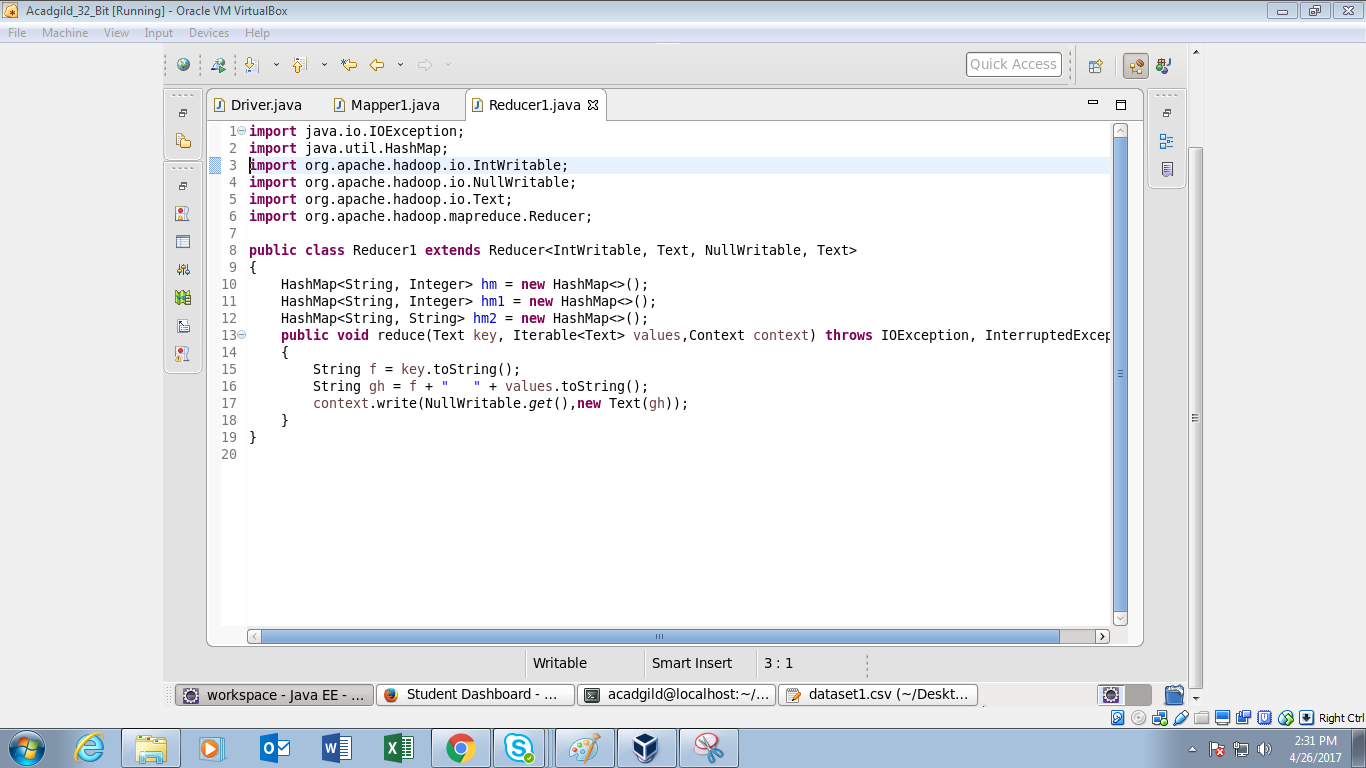 Acadgild_32_Bit [Running] - Oracle VM VirtualBox
File Machine View Input Devices Help
Quick Access
Driver.java Mapper1.java Reducer1.java
1 import java.io.IOException;
2 import java.util.HashMap;
3 import org.apache.hadoop.io.IntWritable;
4 import org.apache.hadoop.io.NullWritable;
5 import org.apache.hadoop.io.Text;
6 import org.apache.hadoop.mapreduce.Reducer;
7
8 public class Reducer1 extends Reducer<IntWritable, Text, NullWritable, Text>
9 {
10     HashMap<String, Integer> hm = new HashMap<>();
11     HashMap<String, Integer> hm1 = new HashMap<>();
12     HashMap<String, String> hm2 = new HashMap<>();
13     public void reduce(Text key, Iterable<Text> values,Context context) throws IOException, InterruptedExcep
14     {
15         String f = key.toString();
16         String gh = f + "   " + values.toString();
17         context.write(NullWritable.get(),new Text(gh));
18     }
19 }
20
Writable Smart Insert 3 : 1
workspace - Java EE - ... Student Dashboard - ... acadgild@localhost:~/... dataset1.csv (~/Deskt...
Right Ctrl
2:31 PM
4/26/2017